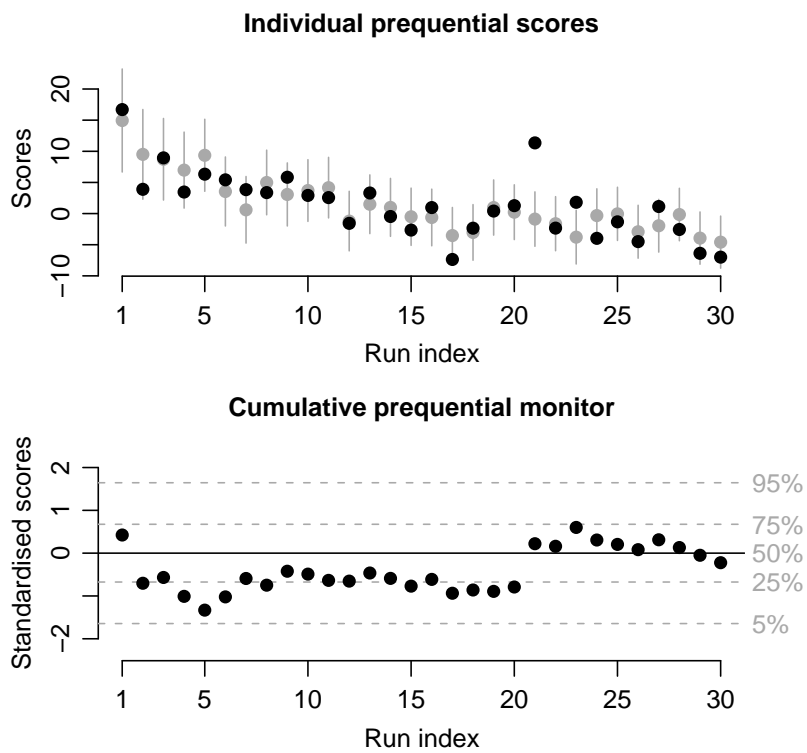 Individual prequential scores
20
10
0
−10
Scores
1 5 10 15 20 25 30
Run index
Cumulative prequential monitor
2
1
0
−2
Standardised scores
95%
75%
50%
25%
5%
1 5 10 15 20 25 30
Run index